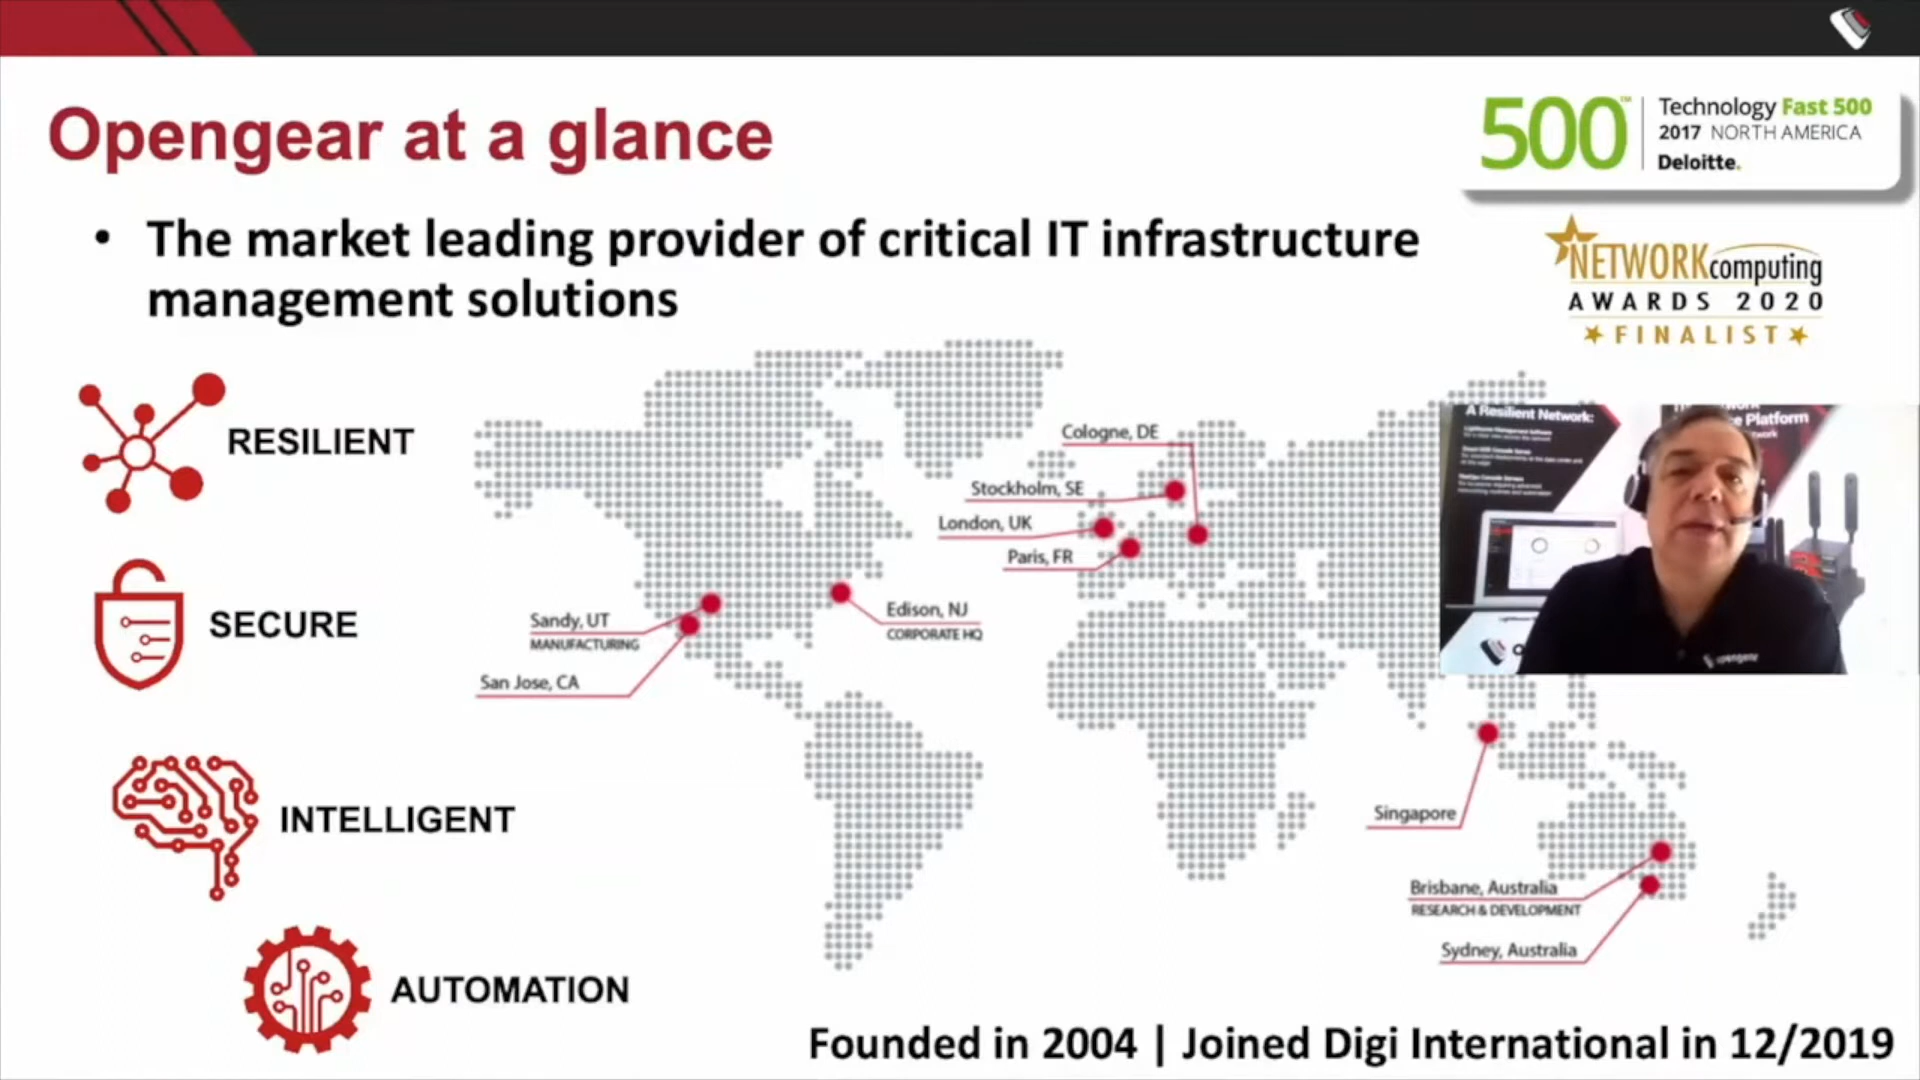 Opengear at a glance
500™
Technology Fast 500
2017 NORTH AMERICA
Deloitte.
• The market leading provider of critical IT infrastructure
management solutions
NETWORKcomputing
AWARDS 2020
FINALIST
RESILIENT
SECURE
INTELLIGENT
AUTOMATION
Cologne, DE
Stockholm, SE
London, UK
Paris, FR
Sandy, UT
MANUFACTURING
San Jose, CA
Edison, NJ
CORPORATE HQ
A Resilient Network:
Platform
Singapore
Brisbane, Australia
RESEARCH & DEVELOPMENT
Sydney, Australia
Founded in 2004 | Joined Digi International in 12/2019